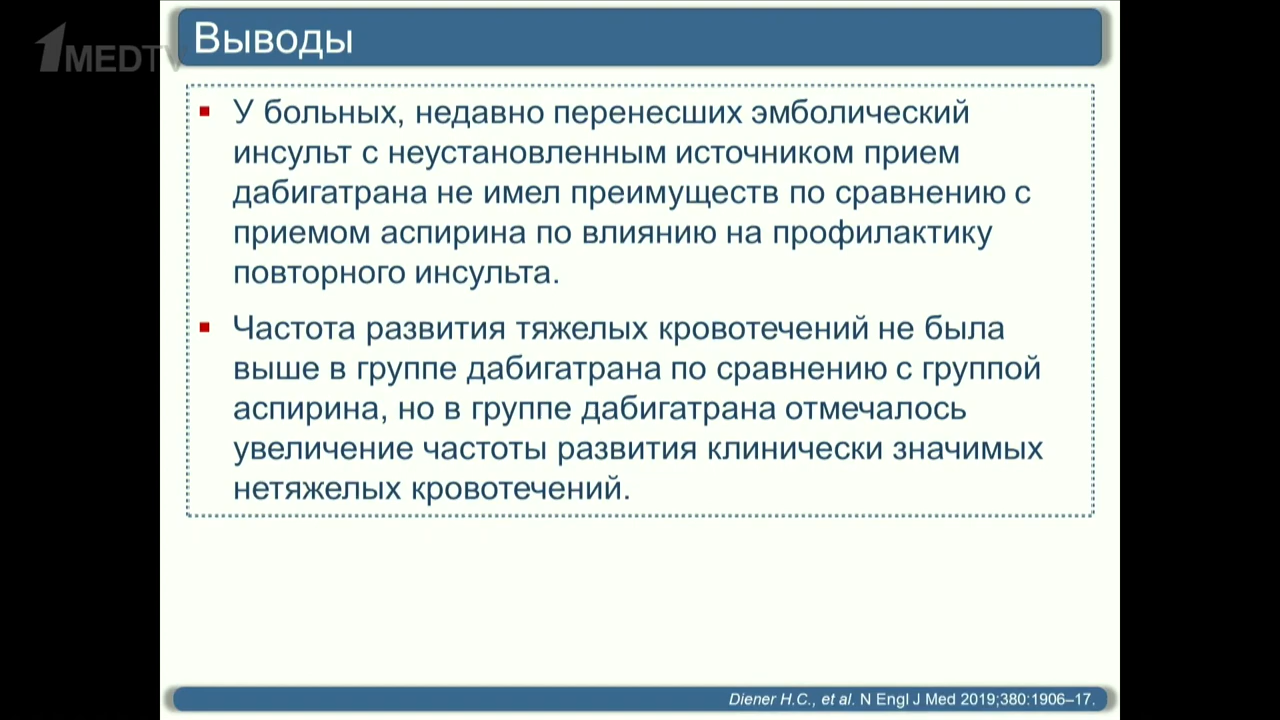 1MEDTV
Выводы
У больных, недавно перенесших эмболический
инсульт с неустановленным источником прием
дабигатрана не имел преимуществ по сравнению с
приемом аспирина по влиянию на профилактику
повторного инсульта.
Частота развития тяжелых кровотечений не была
выше в группе дабигатрана по сравнению с группой
аспирина, но в группе дабигатрана отмечалось
увеличение частоты развития клинически значимых
нетяжелых кровотечений.
Diener H.C., et al. N Engl J Med 2019;380:1906–17.